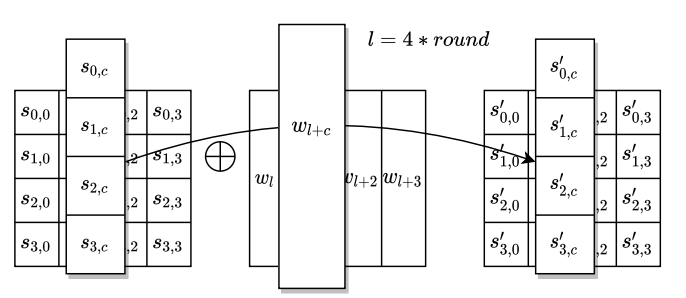 l = 4 * round
s_{0,c}
s_{0,0} s_{1,c} ,2 s_{0,3}
s_{1,0} ,2 s_{1,3}
s_{2,0} s_{2,c} ,2 s_{2,3}
s_{3,0} s_{3,c} ,2 s_{3,3}
⊕
w_l w_{l+c} w_{l+2} w_{l+3}
s'_{0,c}
s'_{0,0} s'_{1,c} ,2 s'_{0,3}
s'_{1,0} ,2 s'_{1,3}
s'_{2,0} s'_{2,c} ,2 s'_{2,3}
s'_{3,0} s'_{3,c} ,2 s'_{3,3}